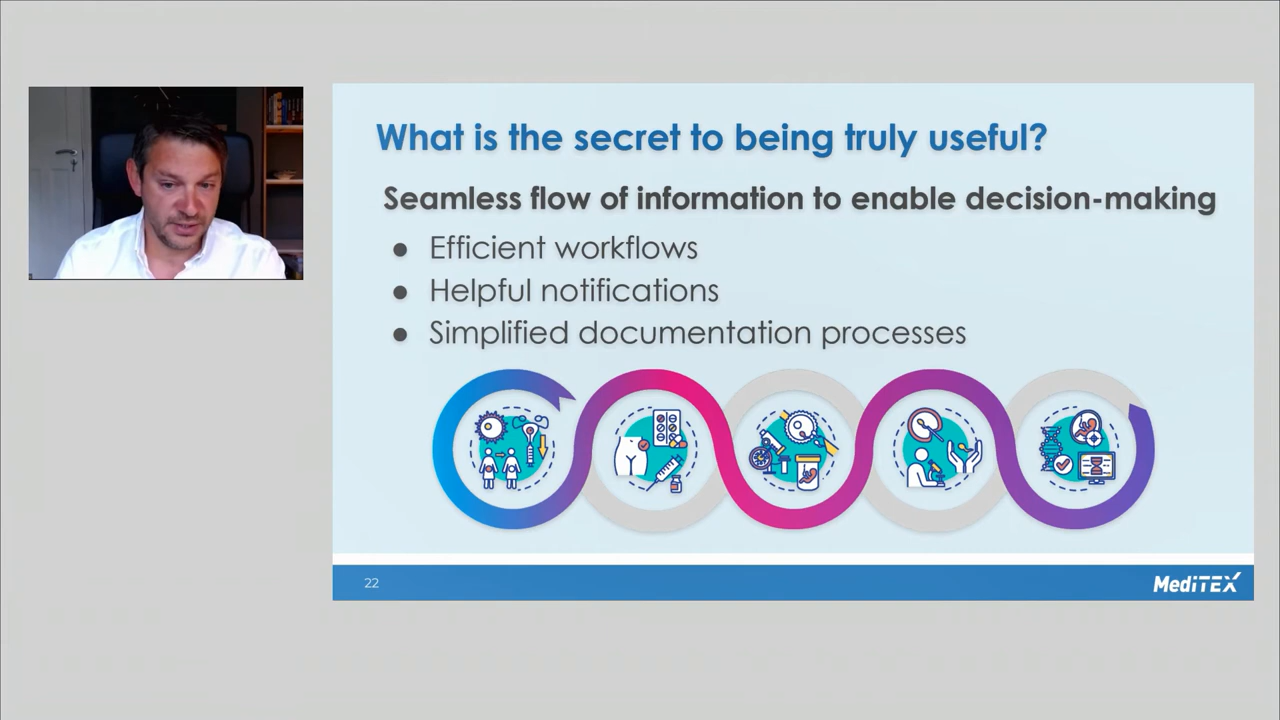 What is the secret to being truly useful?
Seamless flow of information to enable decision-making
● Efficient workflows
● Helpful notifications
● Simplified documentation processes
22
MediTEX